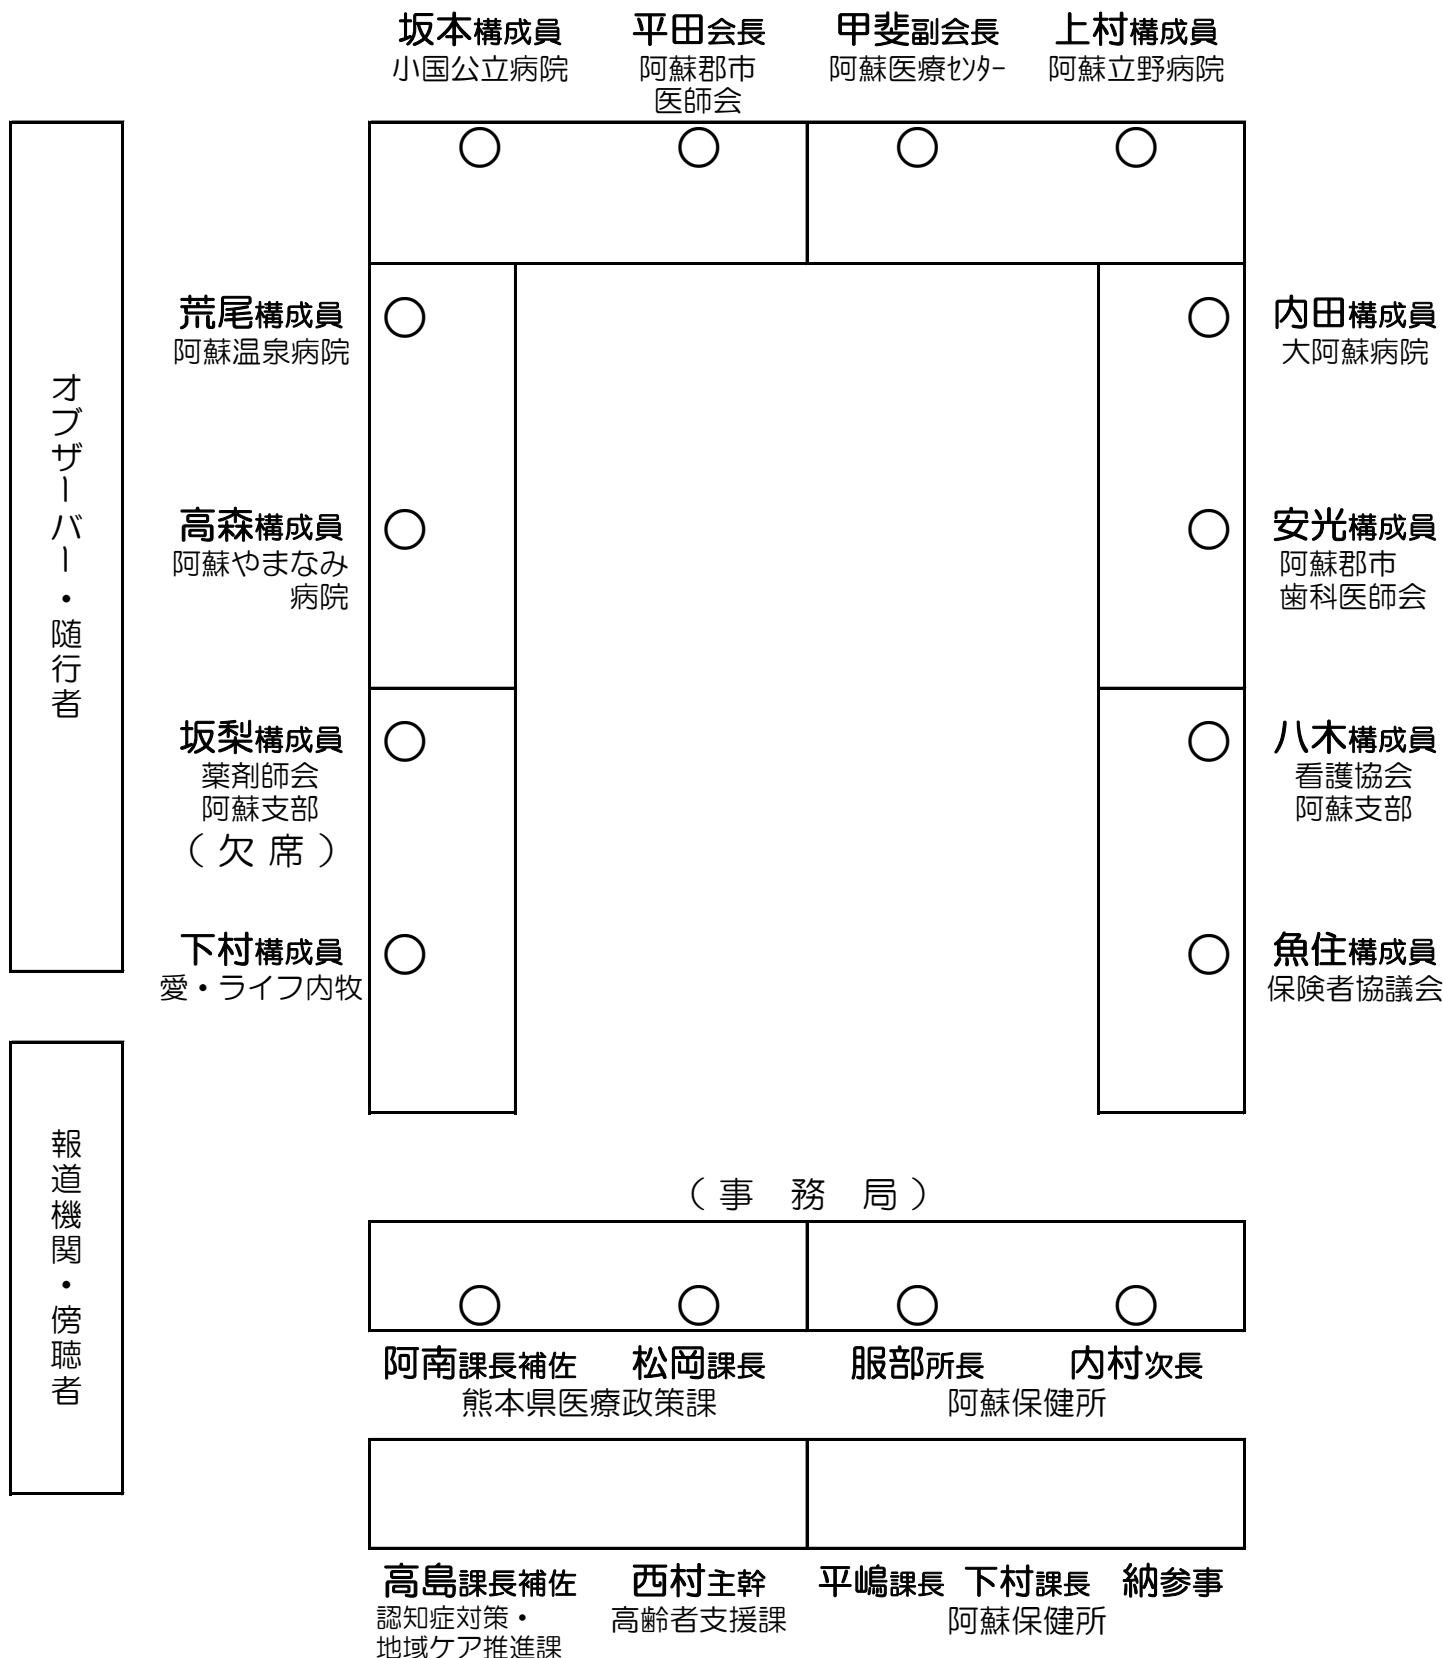 坂本構成員
小国公立病院
平田会長
阿蘇郡市
医師会
甲斐副会長
阿蘇医療ｾﾝﾀｰ
上村構成員
阿蘇立野病院
オブザーバー・随行者
荒尾構成員
阿蘇温泉病院
高森構成員
阿蘇やまなみ
病院
坂梨構成員
薬剤師会
阿蘇支部
（欠席）
下村構成員
愛・ライフ内牧
内田構成員
大阿蘇病院
安光構成員
阿蘇郡市
歯科医師会
八木構成員
看護協会
阿蘇支部
魚住構成員
保険者協議会
報道機関・傍聴者
（事　務　局）
阿南課長補佐
松岡課長
熊本県医療政策課
服部所長
内村次長
阿蘇保健所
高島課長補佐
認知症対策・
地域ケア推進課
西村主幹
高齢者支援課
平嶋課長
下村課長
納参事
阿蘇保健所